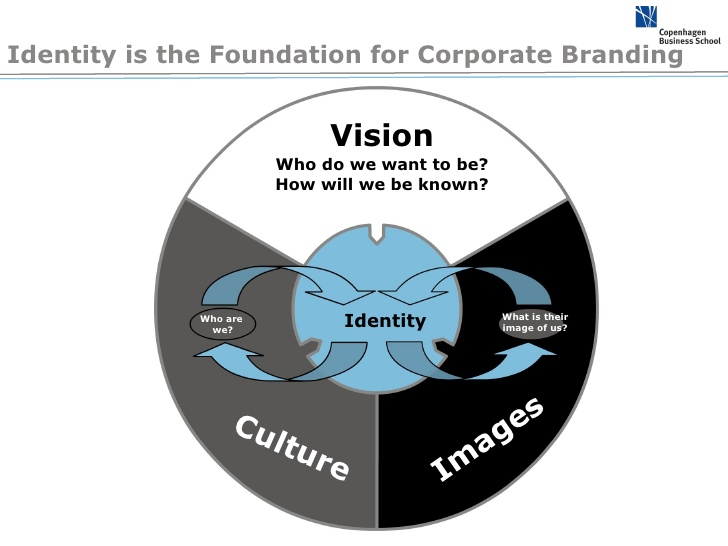 Copenhagen
Business School
Identity is the Foundation for Corporate Branding
Vision
Who do we want to be?
How will we be known?
Who are
we?
Identity
What is their
image of us?
Culture
Images